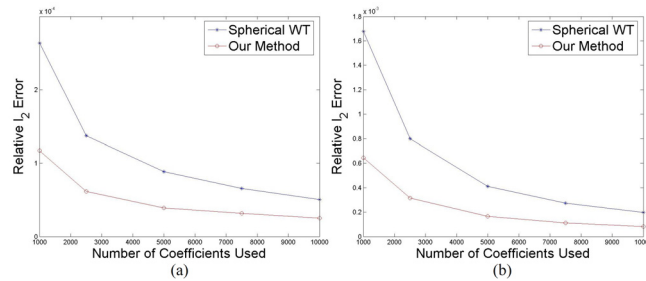 x 10
Spherical WT
Our Method
2
1
0
Relative l2 Error
1000 2000 3000 4000 5000 6000 7000 8000 9000 10000
Number of Coefficients Used
(a)
x 10
1.8
1.6
1.4
1.2
1
0.8
0.6
0.4
0.2
0
Spherical WT
Our Method
Relative l2 Error
1000 2000 3000 4000 5000 6000 7000 8000 9000 10000
Number of Coefficients Used
(b)